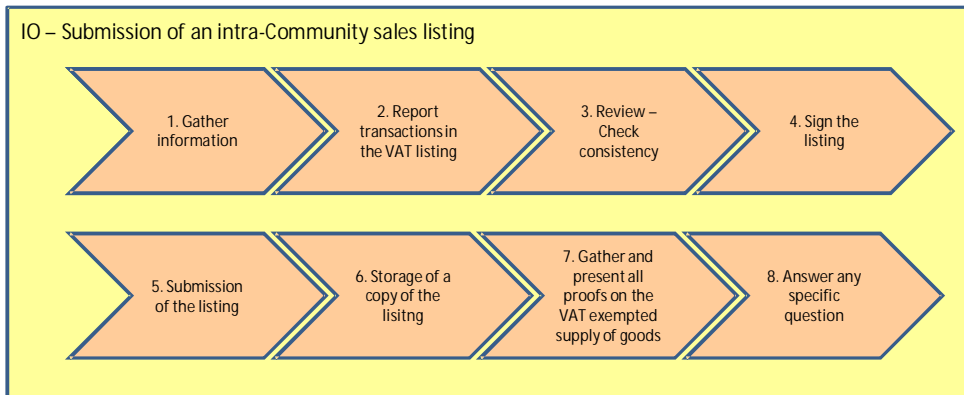 IO – Submission of an intra-Community sales listing
1. Gather
information
2. Report
transactions in
the VAT listing
3. Review –
Check
consistency
4. Sign the
listing
5. Submission
of the listing
6. Storage of a
copy of the
lisitng
7. Gather and
present all
proofs on the
VAT exempted
supply of goods
8. Answer any
specific
question